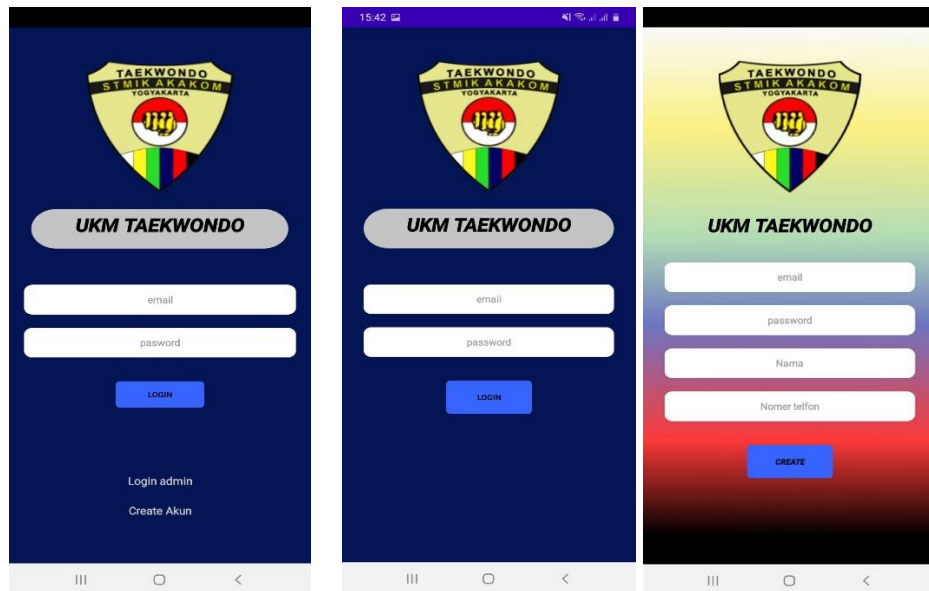 TAEKWONDO
STMIK AKAKOM
YOGYAKARTA
UKM TAEKWONDO
email
pasword
LOGIN
Login admin
Create Akun
15:42
TAEKWONDO
STMIK AKAKOM
YOGYAKARTA
UKM TAEKWONDO
email
password
LOGIN
TAEKWONDO
STMIK AKAKOM
YOGYAKARTA
UKM TAEKWONDO
email
password
Nama
Nomer telfon
CREATE